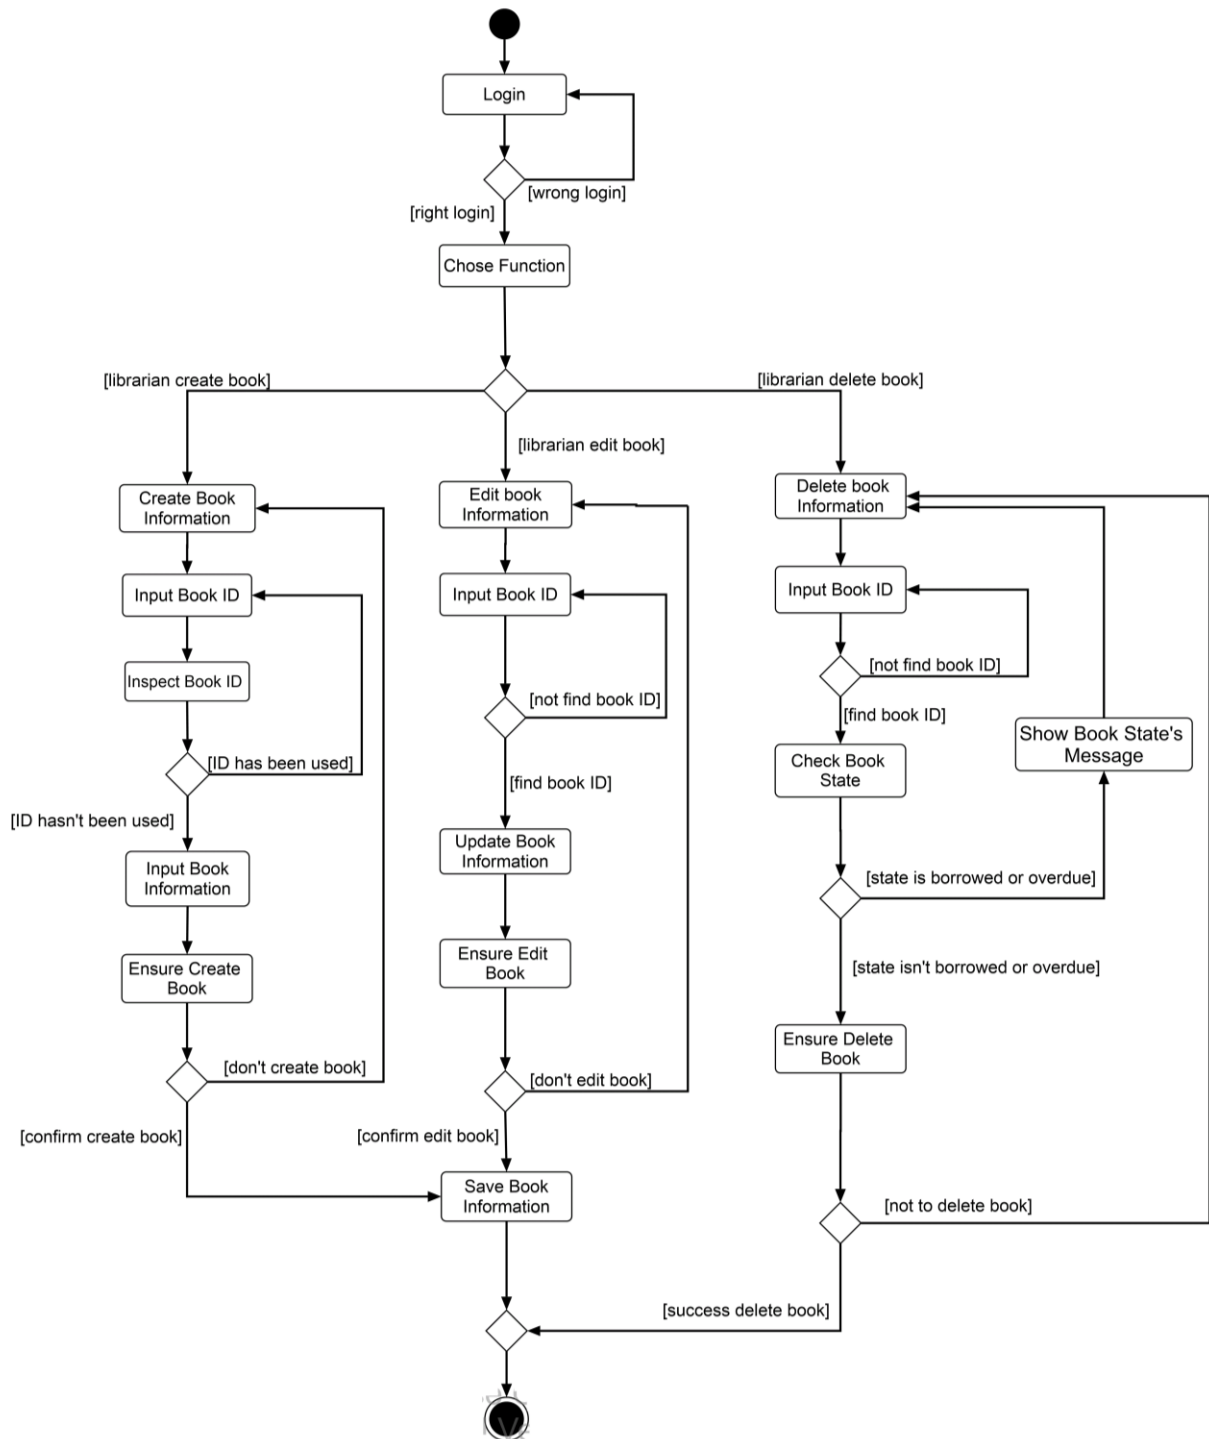 Login
[wrong login]
[right login]
Chose Function
[librarian create book]
[librarian delete book]
[librarian edit book]
Create Book
Information
Input Book ID
Inspect Book ID
[ID has been used]
[ID hasn't been used]
Input Book
Information
Ensure Create
Book
[don't create book]
[confirm create book]
Edit book
Information
Input Book ID
[not find book ID]
[find book ID]
Update Book
Information
Ensure Edit
Book
[don't edit book]
[confirm edit book]
Save Book
Information
Delete book
Information
Input Book ID
[not find book ID]
[find book ID]
Check Book
State
Show Book State's
Message
[state is borrowed or overdue]
[state isn't borrowed or overdue]
Ensure Delete
Book
[not to delete book]
[success delete book]